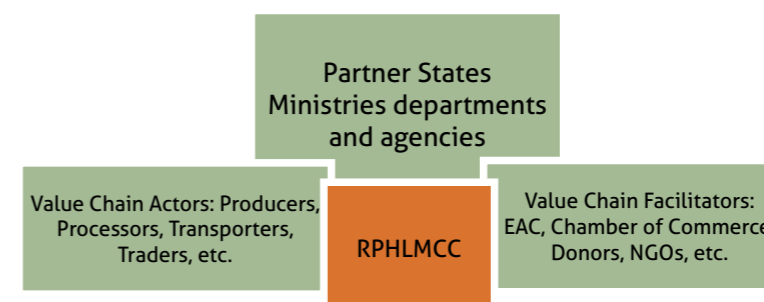 Partner States
Ministries departments
and agencies
Value Chain Actors: Producers,
Processors, Transporters,
Traders, etc.
RPHLMCC
Value Chain Facilitators:
EAC, Chamber of Commerce
Donors, NGOs, etc.